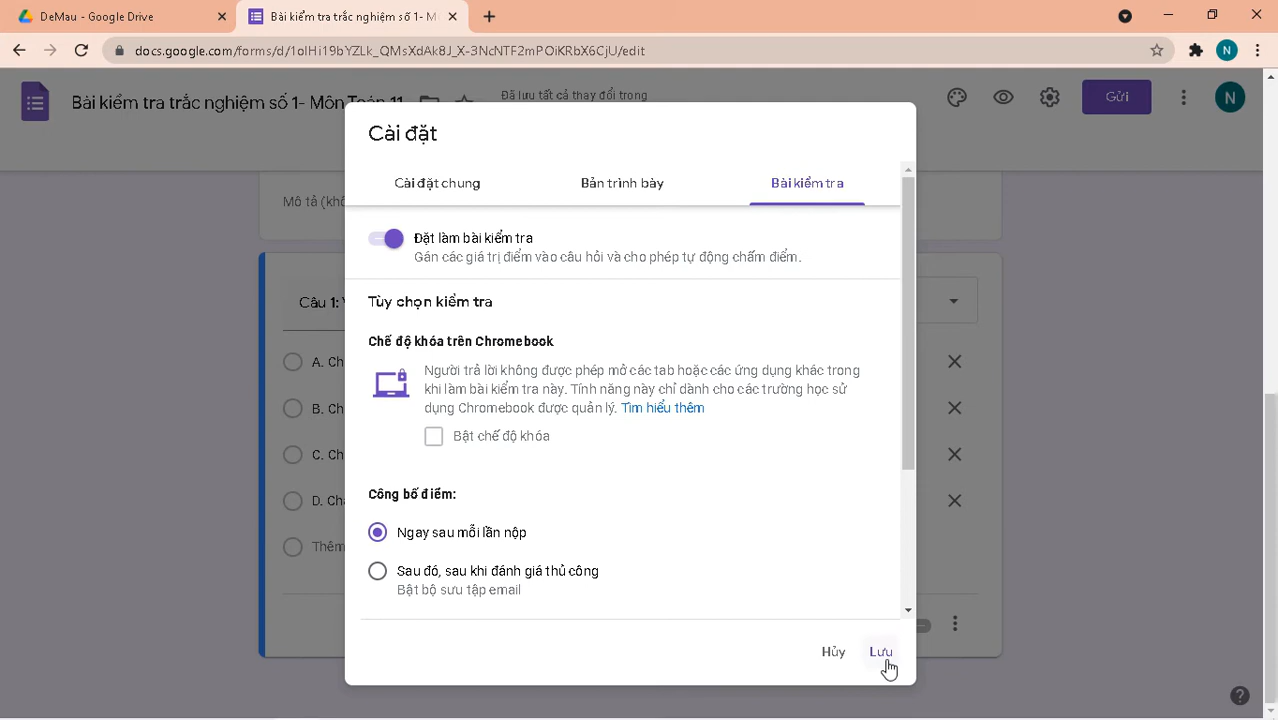 DeMau - Google Drive
Bài kiểm tra trắc nghiệm số 1- M
docs.google.com/forms/d/1olHi19bYZLk_QMsXdAk8J_X-3NcNTF2mPOiKRbX6CjU/edit
N
Bài kiểm tra trắc nghiệm số 1- Môn Toán 11
Đã lưu tất cả thay đổi trong
Gửi
N
Cài đặt
Cài đặt chung
Bản trình bày
Bài kiểm tra
Mô tả (khô
Đặt làm bài kiểm tra
Gán các giá trị điểm vào câu hỏi và cho phép tự động chấm điểm.
Tùy chọn kiểm tra
Câu 1:
Chế độ khóa trên Chromebook
A. Ch
Người trả lời không được phép mở các tab hoặc các ứng dụng khác trong
khi làm bài kiểm tra này. Tính năng này chỉ dành cho các trường học sử
dụng Chromebook được quản lý. Tìm hiểu thêm
B. Ch
Bật chế độ khóa
C. Ch
Công bố điểm:
D. Ch
Ngay sau mỗi lần nộp
Thêm
Sau đó, sau khi đánh giá thủ công
Bật bộ sưu tập email
Hủy
Lưu